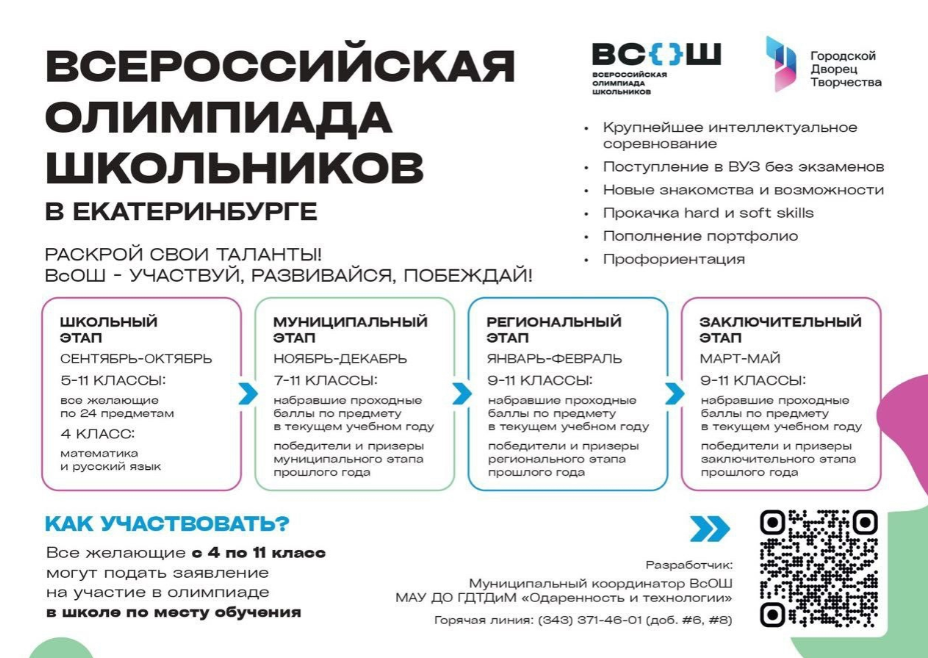 ВСЕРОССИЙСКАЯ
ОЛИМПИАДА
ШКОЛЬНИКОВ
В ЕКАТЕРИНБУРГЕ
РАСКРОЙ СВОИ ТАЛАНТЫ!
ВсОШ - УЧАСТВУЙ, РАЗВИВАЙСЯ, ПОБЕЖДАЙ!
ВС{}Ш
ВСЕРОССИЙСКАЯ
ОЛИМПИАДА
ШКОЛЬНИКОВ
Городской
Дворец
Творчества
• Крупнейшее интеллектуальное
соревнование
• Поступление в ВУЗ без экзаменов
• Новые знакомства и возможности
• Прокачка hard и soft skills
• Пополнение портфолио
• Профориентация
ШКОЛЬНЫЙ
ЭТАП
СЕНТЯБРЬ-ОКТЯБРЬ
5-11 КЛАССЫ:
все желающие
по 24 предметам
4 КЛАСС:
математика
и русский язык
МУНИЦИПАЛЬНЫЙ
ЭТАП
НОЯБРЬ-ДЕКАБРЬ
7-11 КЛАССЫ:
набравшие проходные
баллы по предмету
в текущем учебном году
победители и призеры
муниципального этапа
прошлого года
РЕГИОНАЛЬНЫЙ
ЭТАП
ЯНВАРЬ-ФЕВРАЛЬ
9-11 КЛАССЫ:
набравшие проходные
баллы по предмету
в текущем учебном году
победители и призеры
регионального этапа
прошлого года
ЗАКЛЮЧИТЕЛЬНЫЙ
ЭТАП
МАРТ-МАЙ
9-11 КЛАССЫ:
набравшие проходные
баллы по предмету
в текущем учебном году
победители и призеры
заключительного этапа
прошлого года
КАК УЧАСТВОВАТЬ?
Все желающие с 4 по 11 класс
могут подать заявление
на участие в олимпиаде
в школе по месту обучения
Разработчик:
Муниципальный координатор ВсОШ
МАУ ДО ГДТДиМ «Одаренность и технологии»
Горячая линия: (343) 371-46-01 (доб. #6, #8)